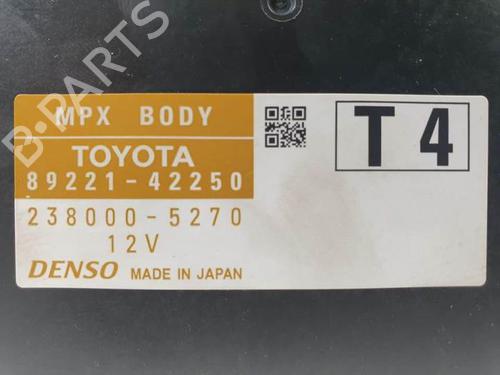 MPX BODY
T 4
TOYOTA
89221-42250
238000-5270
12V
DENSO MADE IN JAPAN
B-PARTS